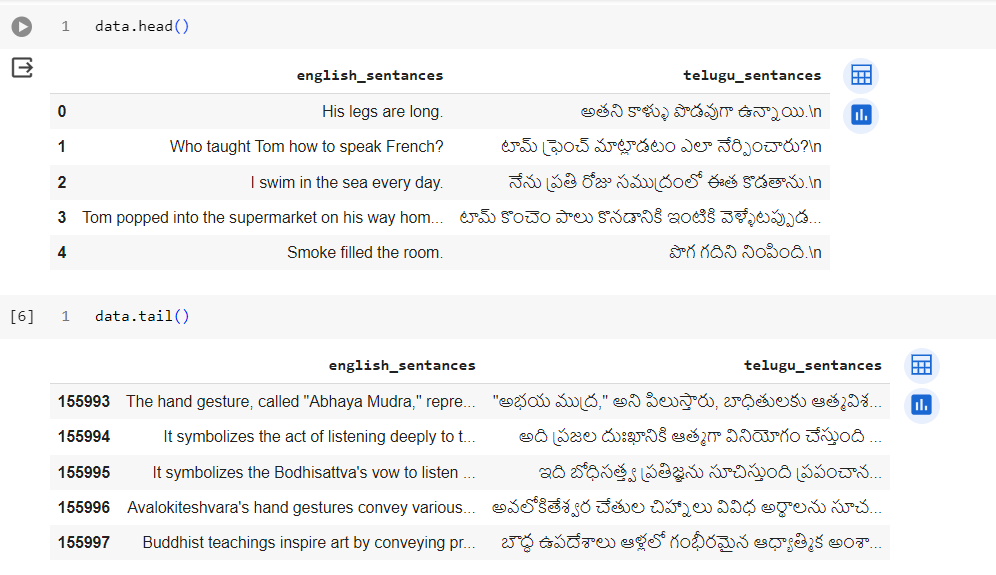 1 data.head()
english_sentances telugu_sentances
0 His legs are long. అతని కాళ్ళు పొడవుగా ఉన్నాయి.\n
1 Who taught Tom how to speak French? టామ్ ఫ్రెంచ్ మాట్లాడటం ఎలా నేర్పించారు?\n
2 I swim in the sea every day. నేను ప్రతి రోజు సముద్రంలో ఈత కొడతాను.\n
3 Tom popped into the supermarket on his way hom... టామ్ కొంచెం పాలు కొనడానికి ఇంటికి వెళ్ళేటప్పుడ...
4 Smoke filled the room. పొగ గదిని నింపింది.\n
[6] 1 data.tail()
english_sentances telugu_sentances
155993 The hand gesture, called "Abhaya Mudra," repre... "అభయ ముద్ర," అని పిలుస్తారు, బాధితులకు ఆత్మవిశ...
155994 It symbolizes the act of listening deeply to t... అది ప్రజల దుఃఖానికి ఆత్మగా వినియోగం చేస్తుంది ...
155995 It symbolizes the Bodhisattva's vow to listen ... ఇది బోధిసత్త్వ ప్రతిజ్ఞను సూచిస్తుంది ప్రపంచాన...
155996 Avalokiteshvara's hand gestures convey various... అవలోకితేశ్వర చేతుల చిహ్నాలు వివిధ అర్థాలను సూచ...
155997 Buddhist teachings inspire art by conveying pr... బౌద్ధ ఉపదేశాలు ఆళ్లలో గంభీరమైన ఆధ్యాత్మిక అంశా...